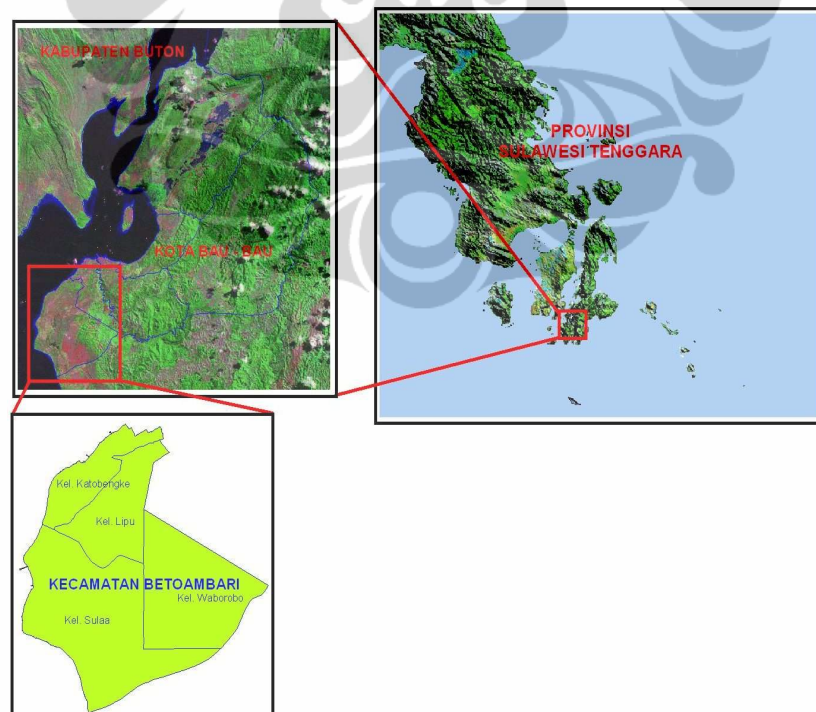 KABUPATEN BUTON
KOTA BAU - BAU
PROVINSI
SULAWESI TENGGARA
Kel. Katobengke
Kel. Lipu
KECAMATAN BETOAMBARI
Kel. Waborobo
Kel. Sulaa